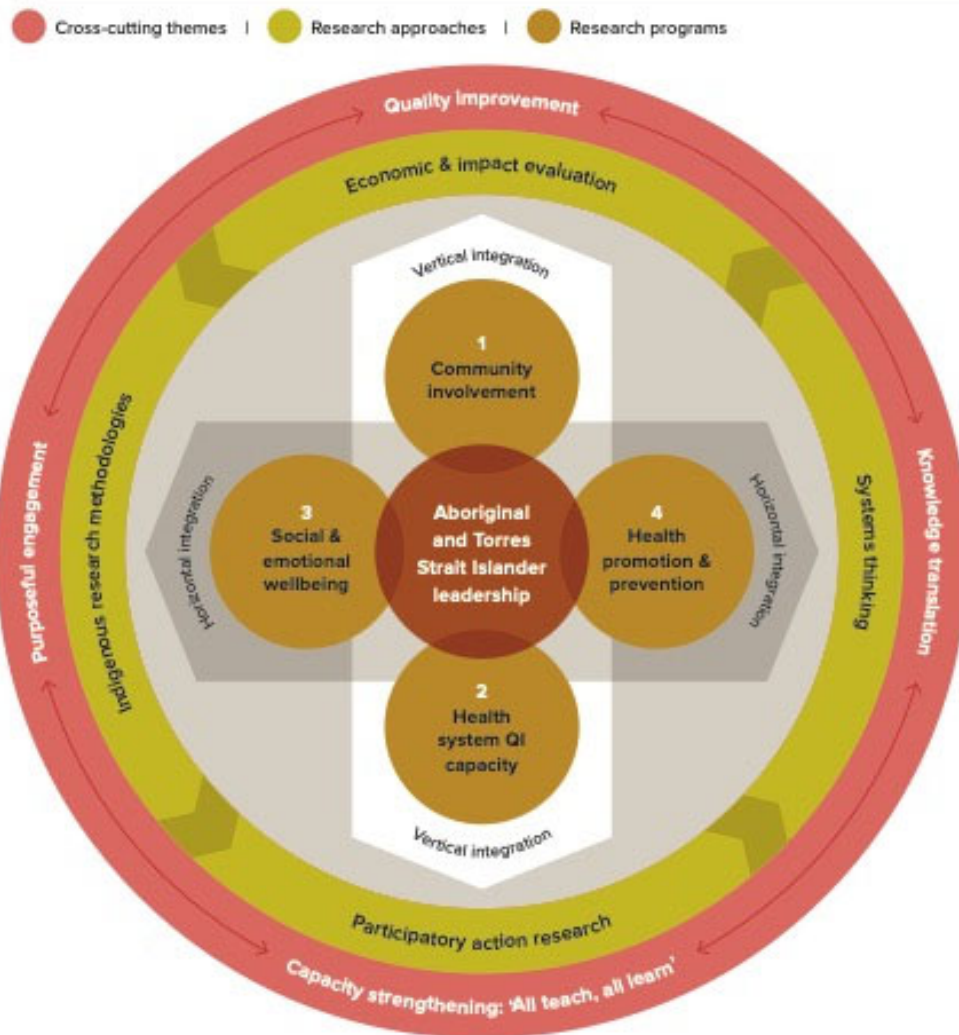 Cross-cutting themes | Research approaches | Research programs
Quality improvement
Economic & impact evaluation
Vertical integration
1
Community
involvement
Purposeful engagement
Indigenous research methodologies
Horizontal integration
3
Social &
emotional
wellbeing
Aboriginal
and Torres
Strait Islander
leadership
4
Health
promotion &
prevention
Horizontal integration
Systems thinking
Knowledge translation
2
Health
system QI
capacity
Vertical integration
Participatory action research
Capacity strengthening: ‘All teach, all learn’